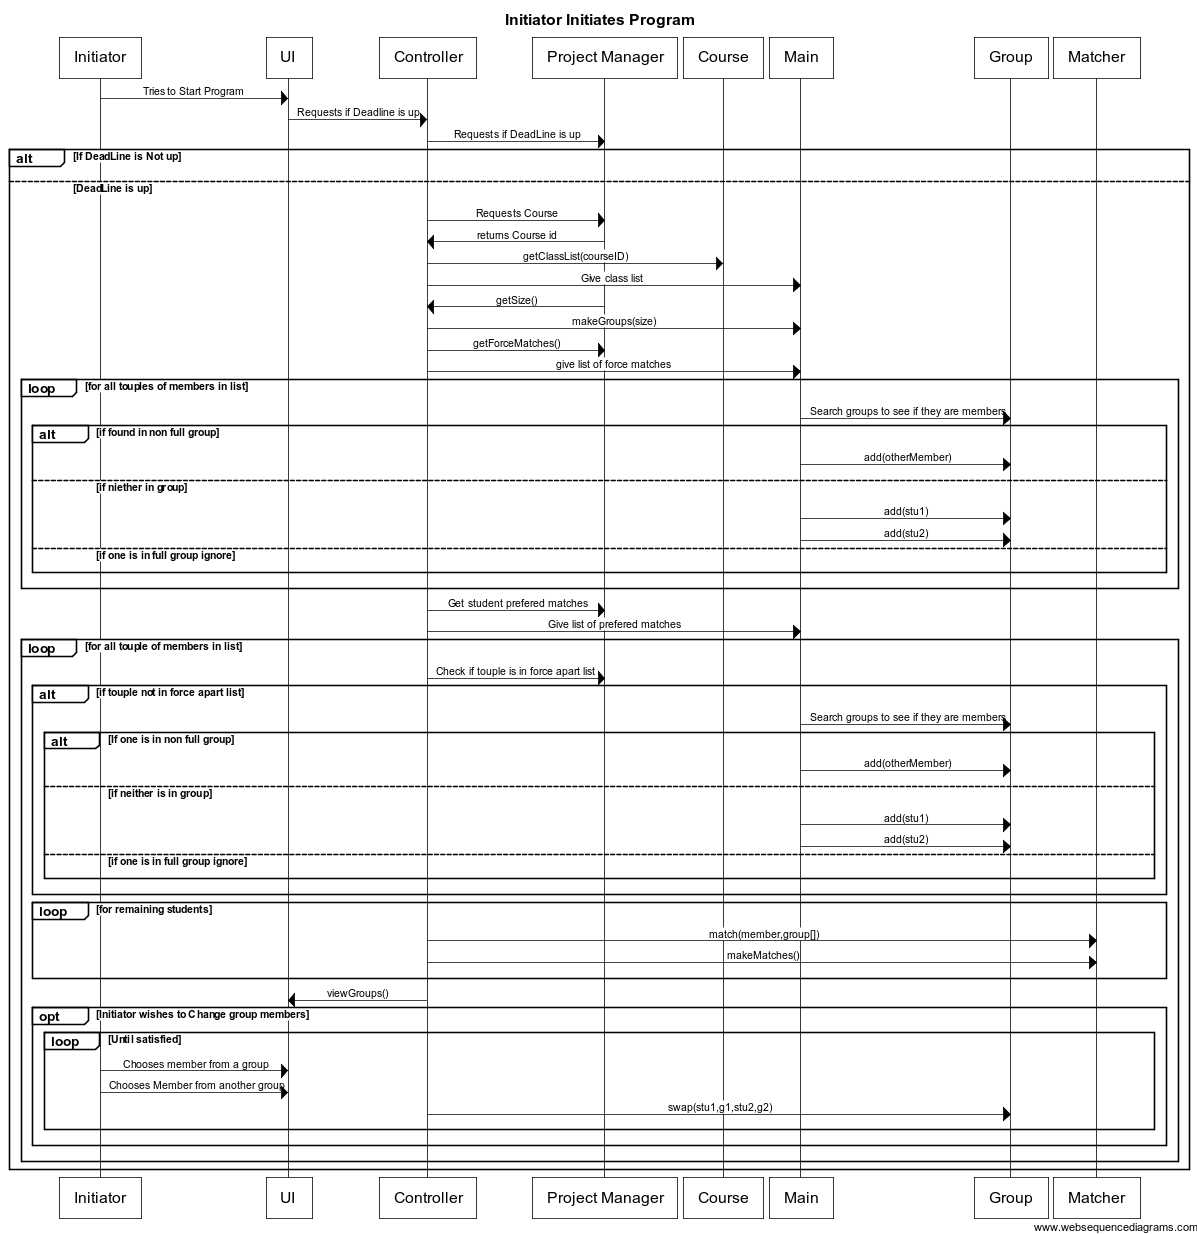 Initiator Initiates Program
Initiator UI Controller Project Manager Course Main Group Matcher
Tries to Start Program
Requests if Deadline is up
Requests if DeadLine is up
alt [If DeadLine is Not up]
[DeadLine is up]
Requests Course
returns Course id
getClassList(courseID)
Give class list
getSize()
makeGroups(size)
getForceMatches()
give list of force matches
loop [for all touples of members in list]
Search groups to see if they are members
alt [if found in non full group]
add(otherMember)
[if niether in group]
add(stu1)
add(stu2)
[if one is in full group ignore]
Get student prefered matches
Give list of prefered matches
loop [for all touple of members in list]
Check if touple is in force apart list
alt [if touple not in force apart list]
Search groups to see if they are members
alt [If one is in non full group]
add(otherMember)
[if neither is in group]
add(stu1)
add(stu2)
[if one is in full group ignore]
loop [for remaining students]
match(member,group[])
makeMatches()
viewGroups()
opt [Initiator wishes to Change group members]
loop [Until satisfied]
Chooses member from a group
Chooses Member from another group
swap(stu1,g1,stu2,g2)
Initiator UI Controller Project Manager Course Main Group Matcher
www.websequencediagrams.com